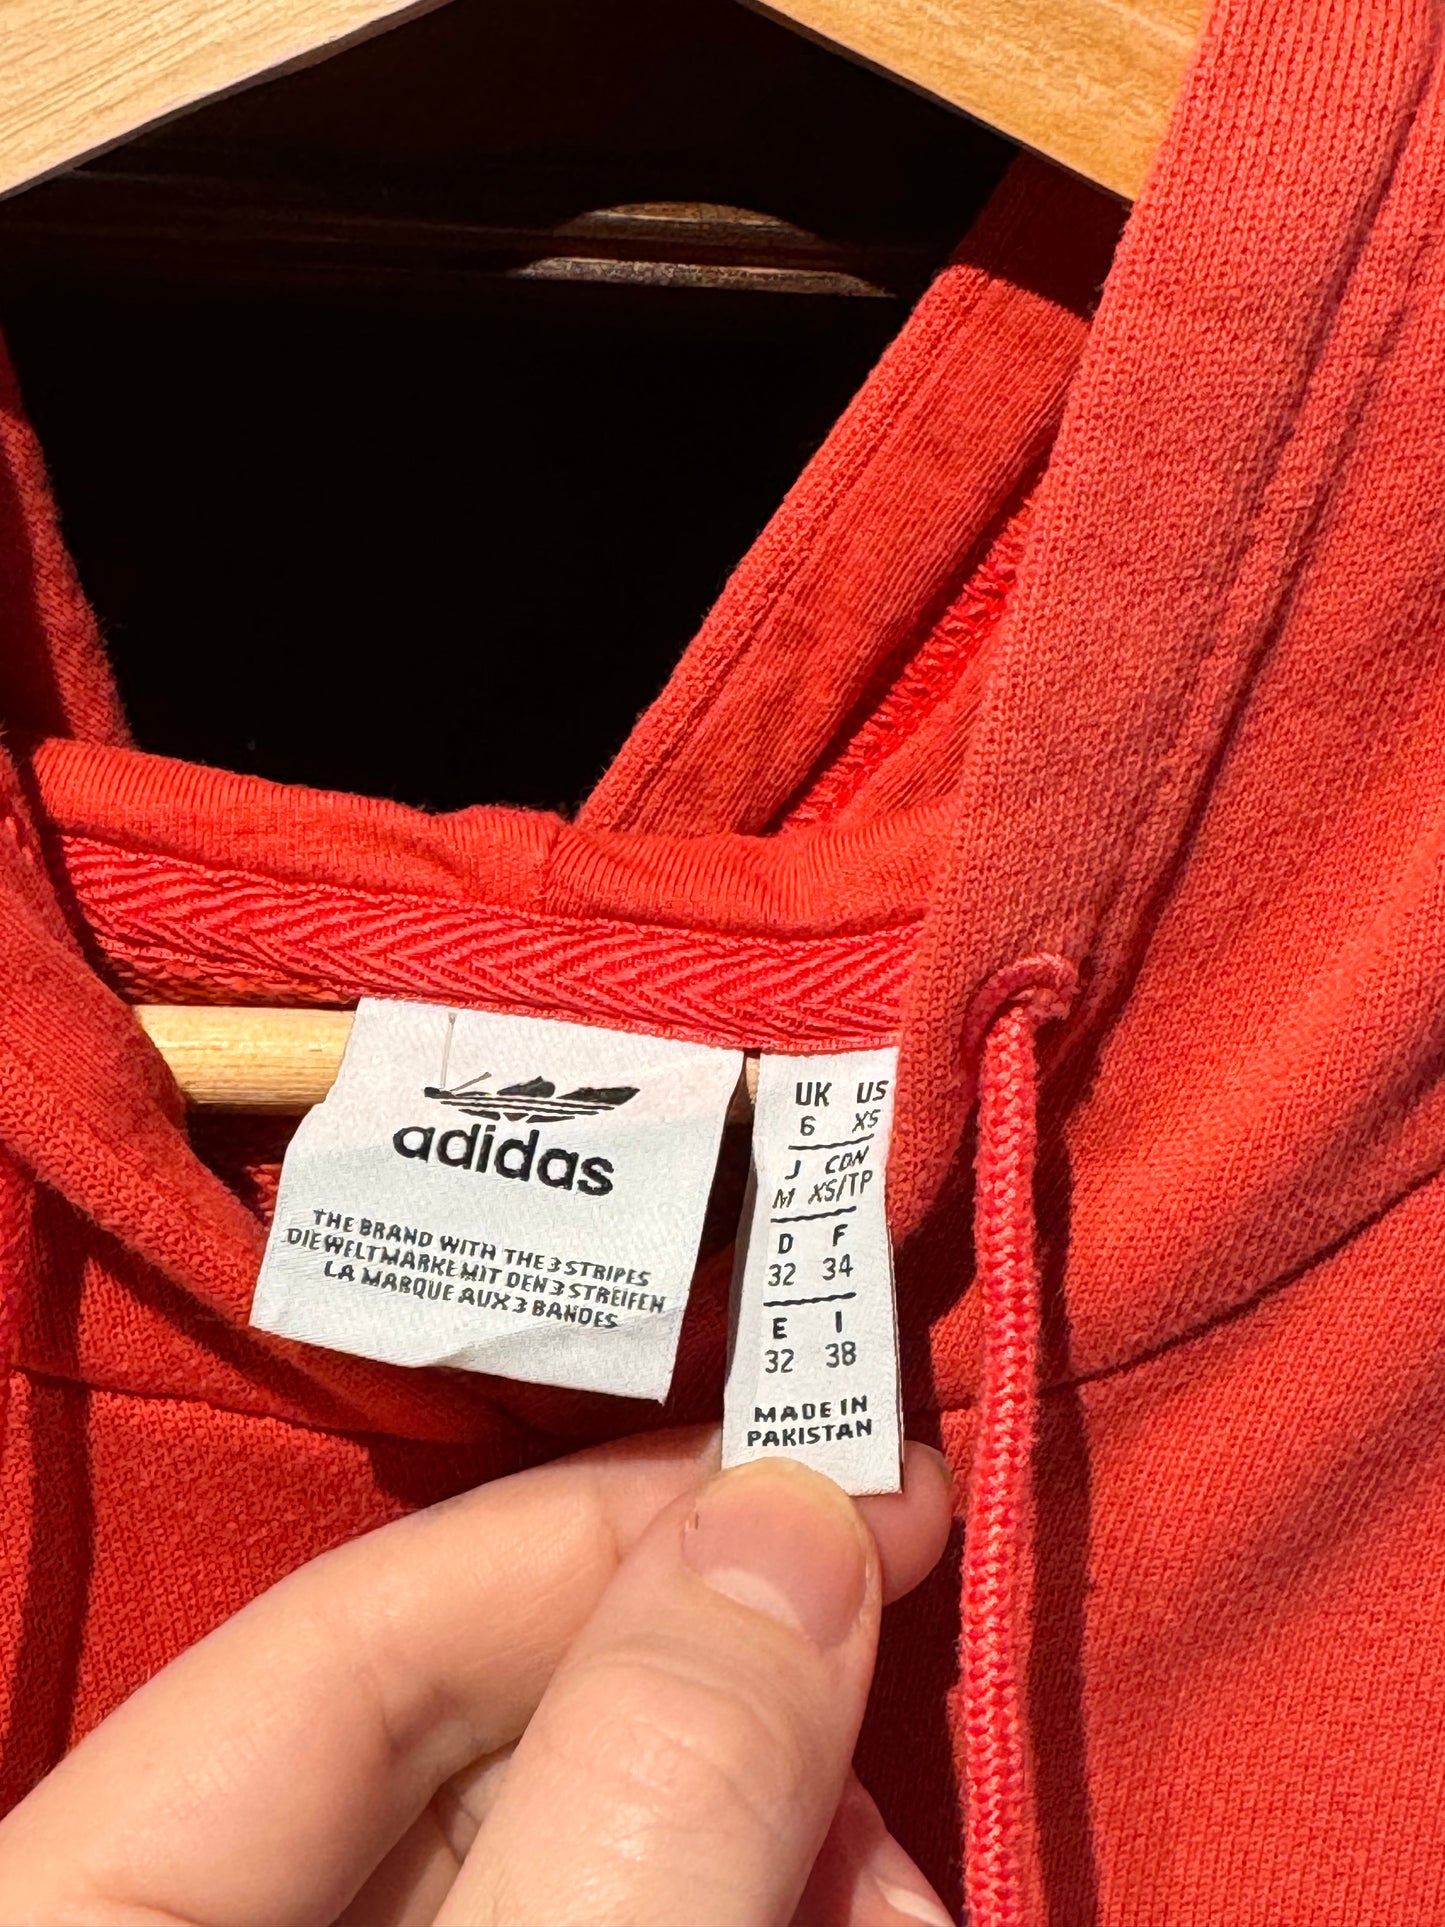 adidas
THE BRAND WITH THE 3 STRIPES
DIE WELTMARKE MIT DEN 3 STREIFEN
LA MARQUE AUX 3 BANDES
UK US
6 XS
J CDN
M XS/TP
D F
32 34
E I
32 38
MADE IN
PAKISTAN